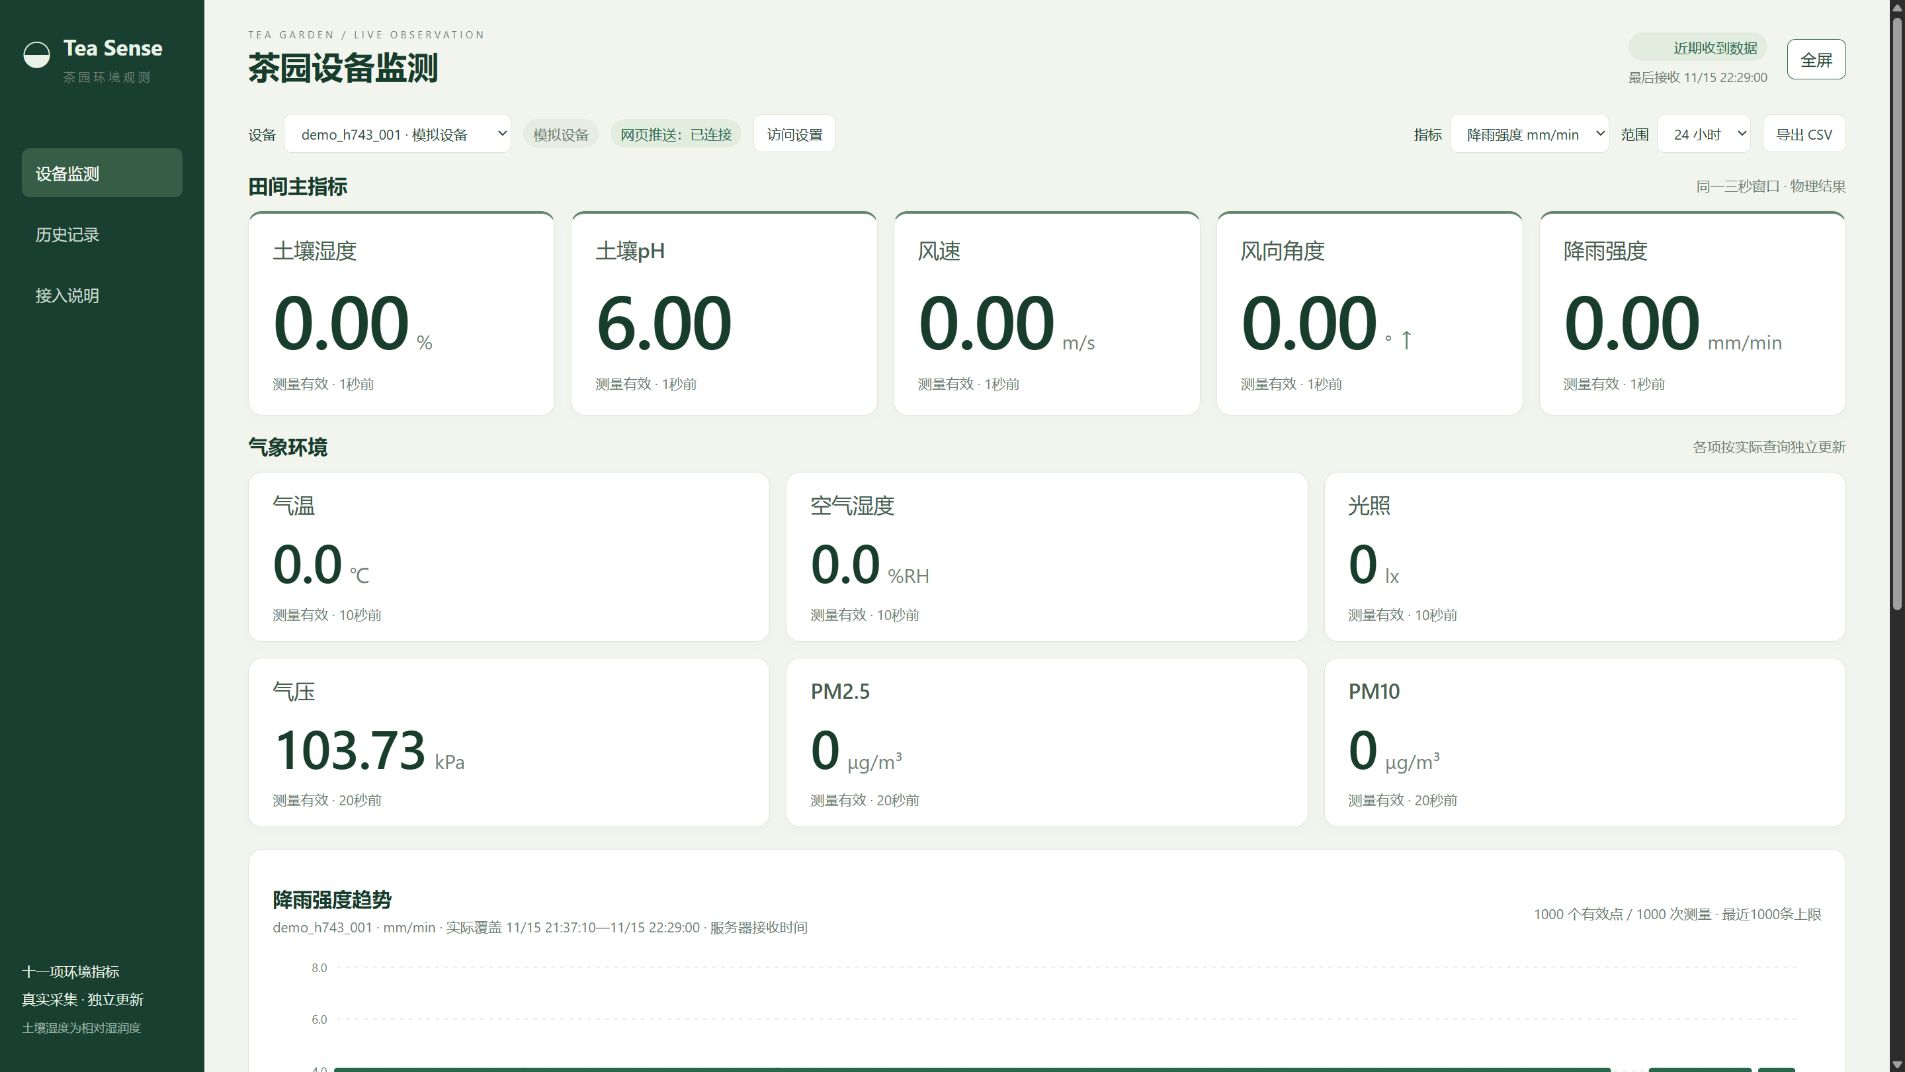 Tea Sense
茶园环境观测
设备监测
历史记录
接入说明
十一项环境指标
真实采集 · 独立更新
土壤湿度为相对湿润度
TEA GARDEN / LIVE OBSERVATION
茶园设备监测
近期收到数据
最后接收 11/15 22:29:00
全屏
设备 demo_h743_001 · 模拟设备 模拟设备 网页推送：已连接 访问设置 指标 降雨强度 mm/min 范围 24 小时 导出 CSV
田间主指标 同一三秒窗口 · 物理结果
土壤湿度
0.00 %
测量有效 · 1秒前
土壤pH
6.00
测量有效 · 1秒前
风速
0.00 m/s
测量有效 · 1秒前
风向角度
0.00 ° ↑
测量有效 · 1秒前
降雨强度
0.00 mm/min
测量有效 · 1秒前
气象环境 各项按实际查询独立更新
气温
0.0 ℃
测量有效 · 10秒前
空气湿度
0.0 %RH
测量有效 · 10秒前
光照
0 lx
测量有效 · 10秒前
气压
103.73 kPa
测量有效 · 20秒前
PM2.5
0 μg/m³
测量有效 · 20秒前
PM10
0 μg/m³
测量有效 · 20秒前
降雨强度趋势
demo_h743_001 · mm/min · 实际覆盖 11/15 21:37:10—11/15 22:29:00 · 服务器接收时间
1000 个有效点 / 1000 次测量 · 最近1000条上限
8.0
6.0
4.0